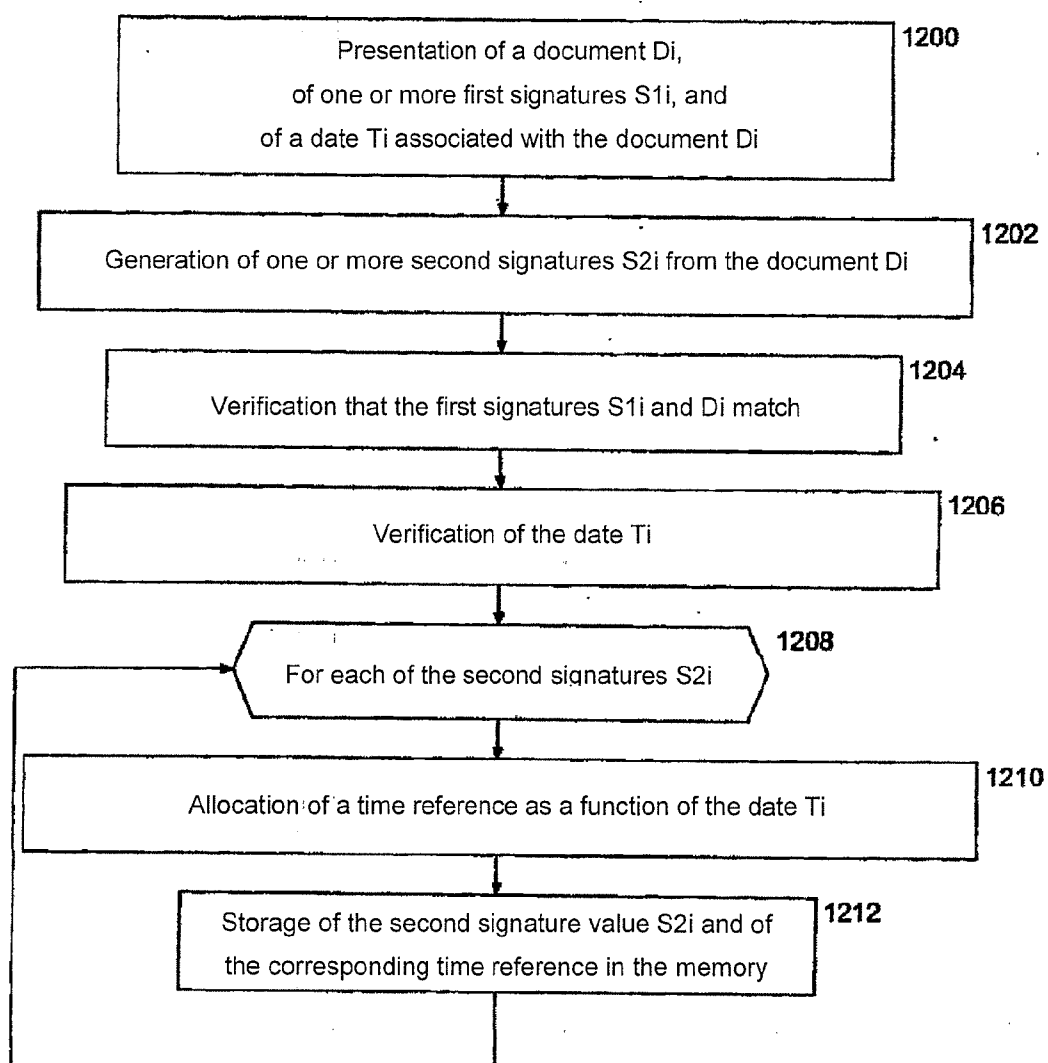 1200
Presentation of a document Di,
of one or more first signatures S1i, and
of a date Ti associated with the document Di
1202
Generation of one or more second signatures S2i from the document Di
1204
Verification that the first signatures S1i and Di match
1206
Verification of the date Ti
1208
For each of the second signatures S2i
1210
Allocation of a time reference as a function of the date Ti
1212
Storage of the second signature value S2i and of
the corresponding time reference in the memory